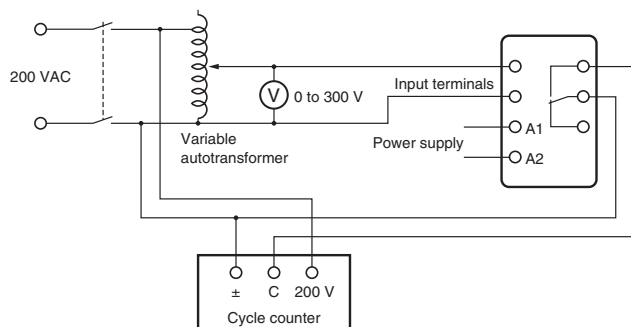 200 VAC
V
0 to 300 V
Input terminals
Variable
autotransformer
A1
Power supply
A2
± C 200 V
Cycle counter